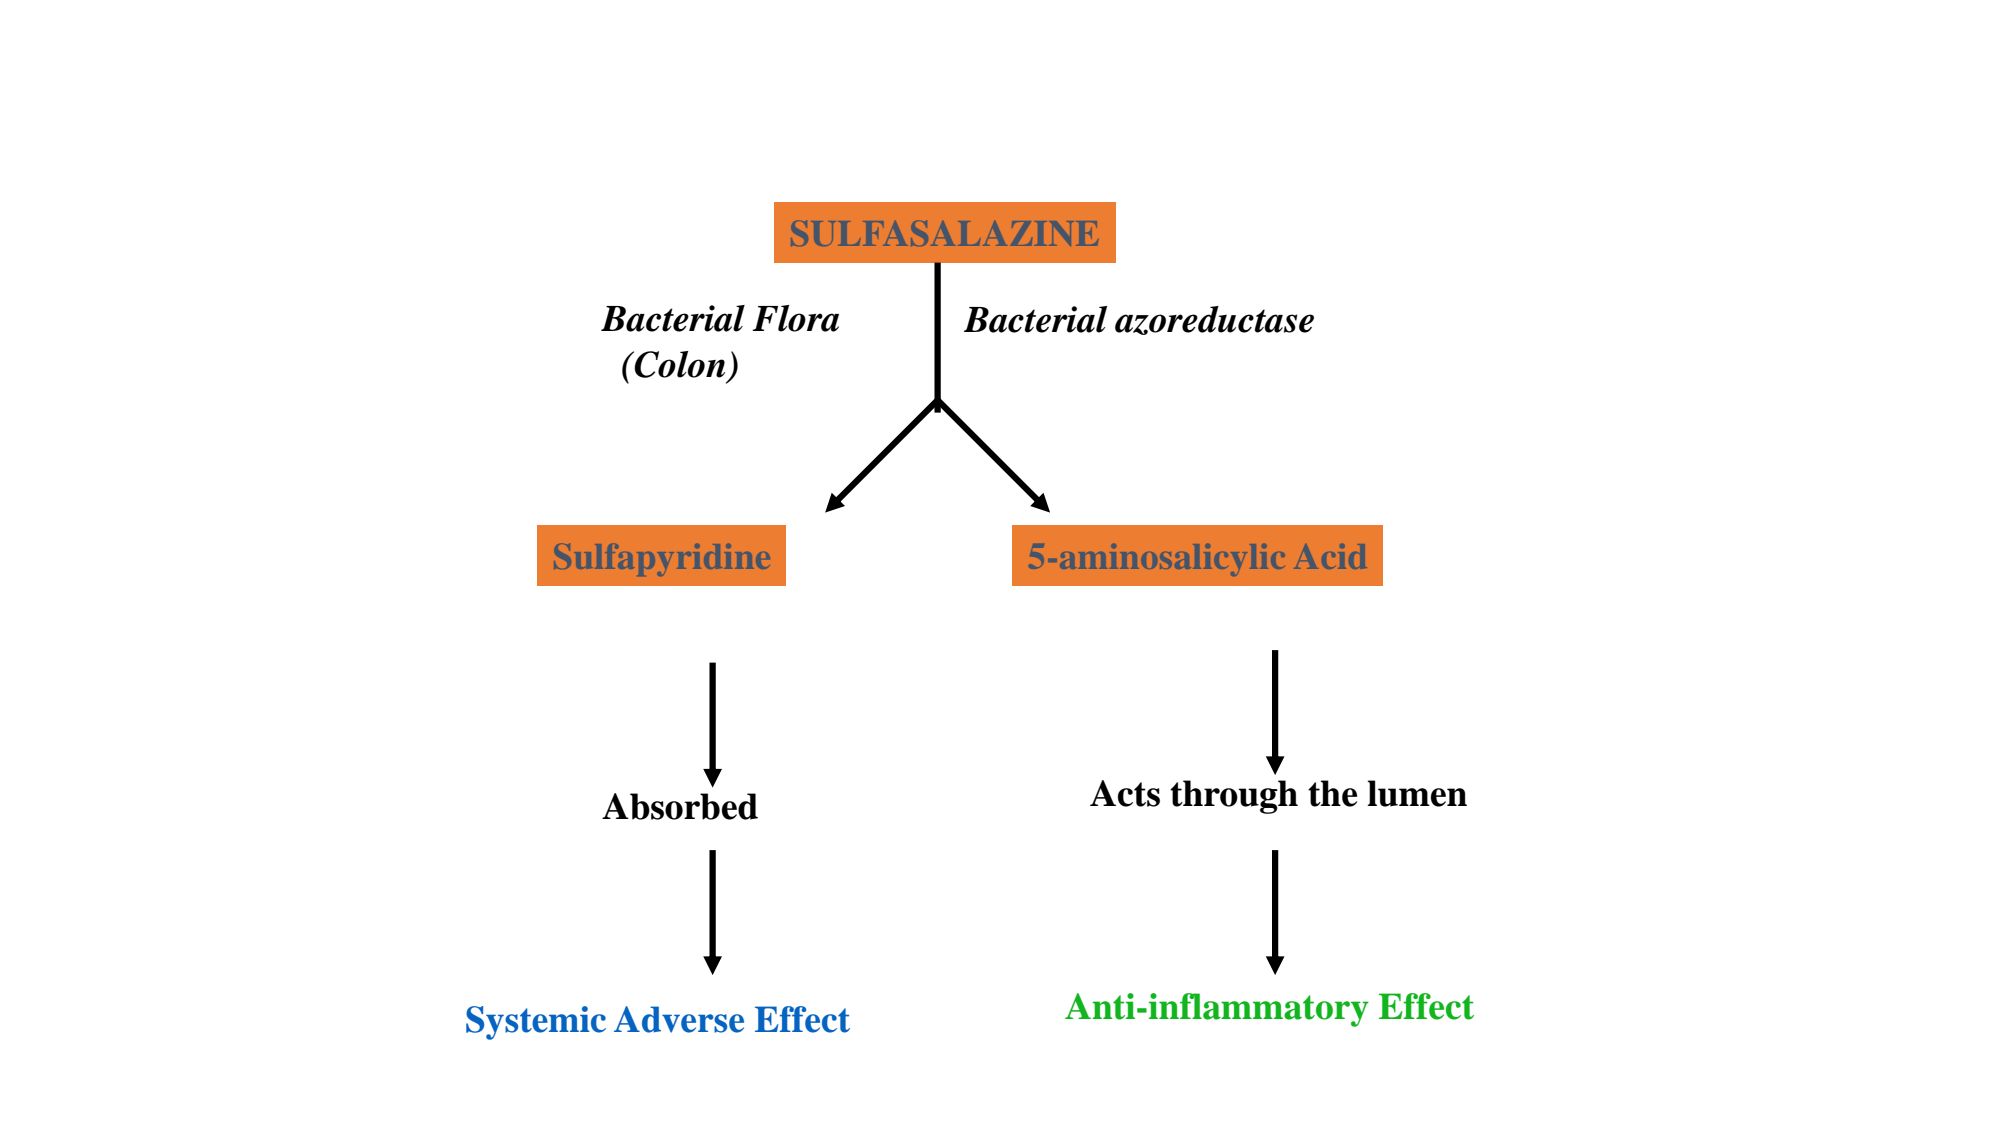 SULFASALAZINE
Bacterial Flora
(Colon)
Bacterial azoreductase
Sulfapyridine
5-aminosalicylic Acid
Absorbed
Acts through the lumen
Systemic Adverse Effect
Anti-inflammatory Effect